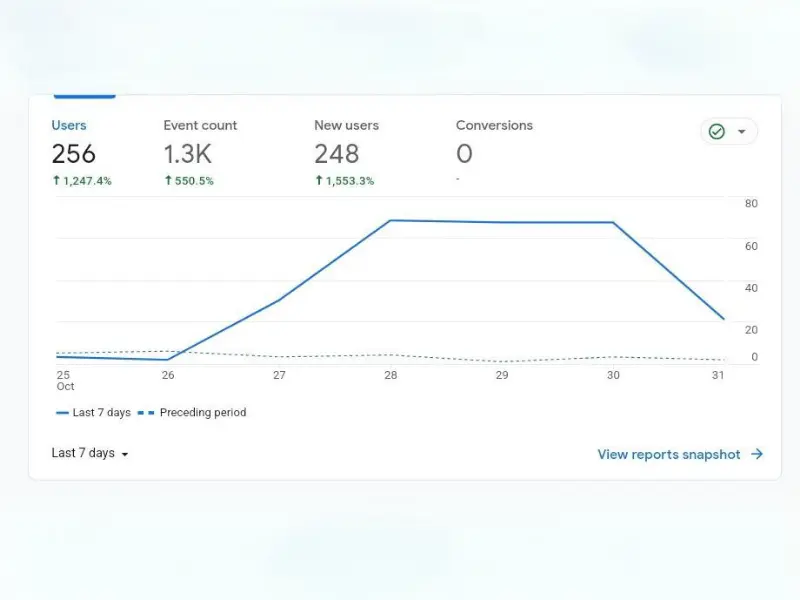 Users Event count New users Conversions
256 1.3K 248 0
↑ 1,247.4% ↑ 550.5% ↑ 1,553.3% -
80
60
40
20
0
25 26 27 28 29 30 31
Oct
Last 7 days Preceding period
Last 7 days View reports snapshot →